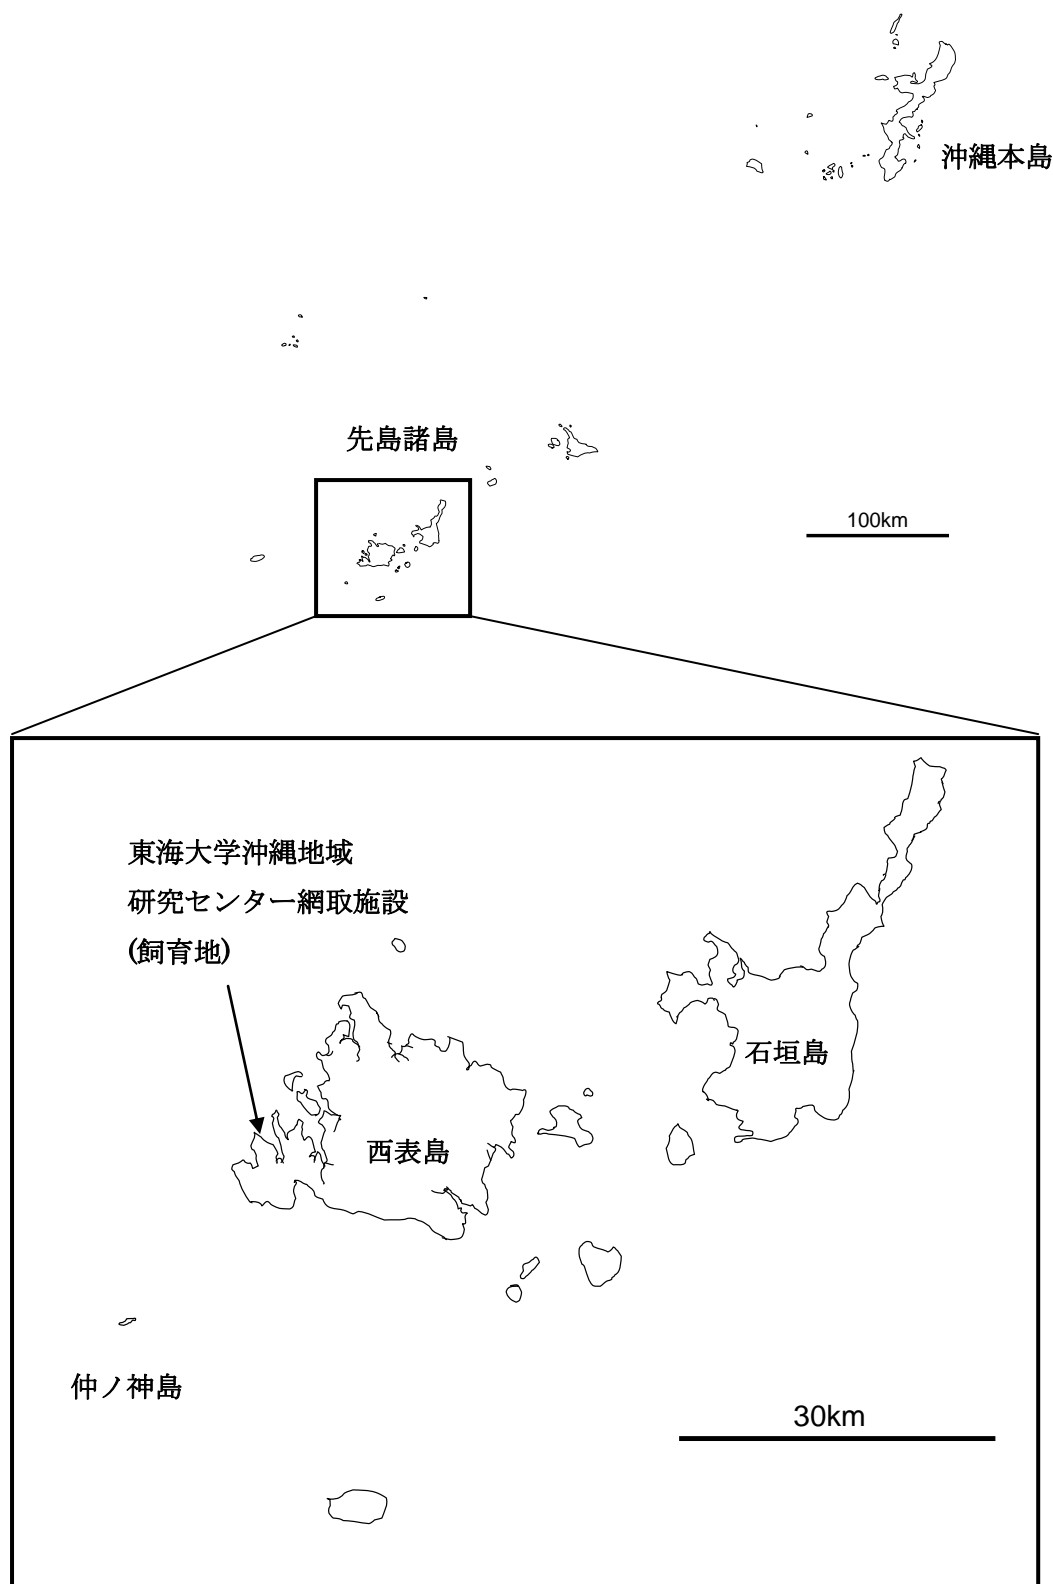 沖縄本島
先島諸島
100km
東海大学沖縄地域
研究センター網取施設
(飼育地)
石垣島
西表島
仲ノ神島
30km